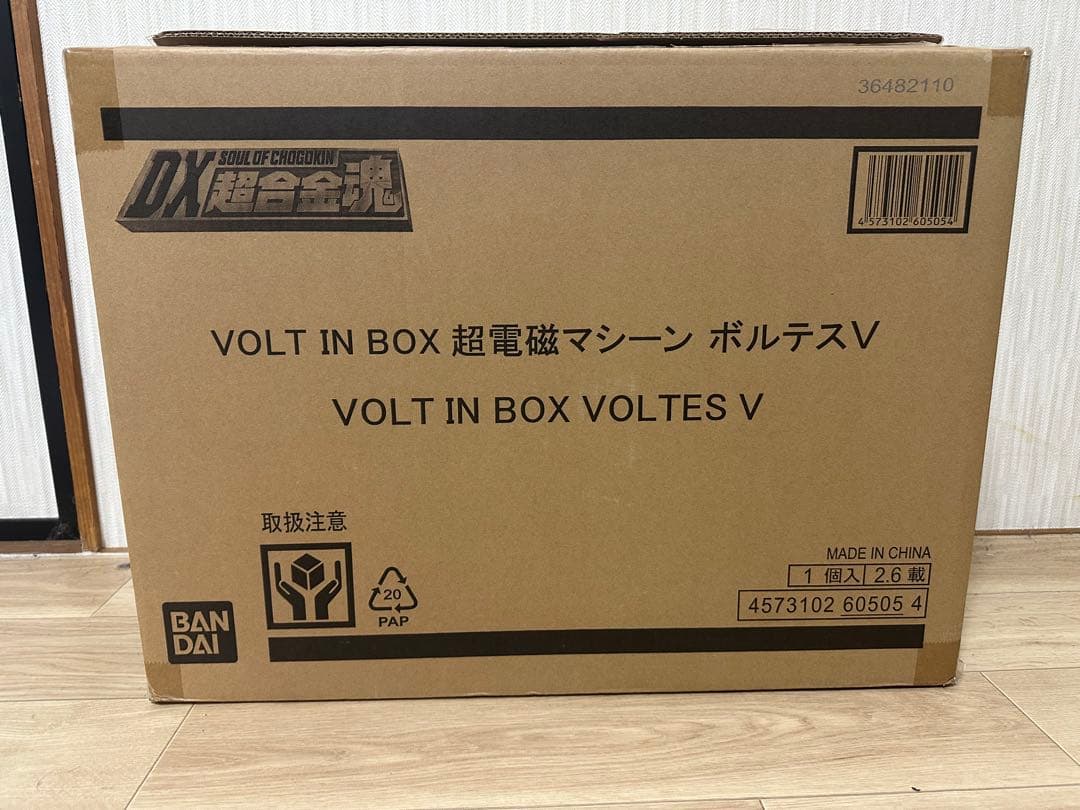 36482110
SOUL OF CHOGOKIN
DX超合金魂
4 573102 605054
VOLT IN BOX 超電磁マシーン ボルテスV
VOLT IN BOX VOLTES V
取扱注意
20
PAP
BAN
DAI
MADE IN CHINA
1 個入 2.6 載
4573102 60505 4